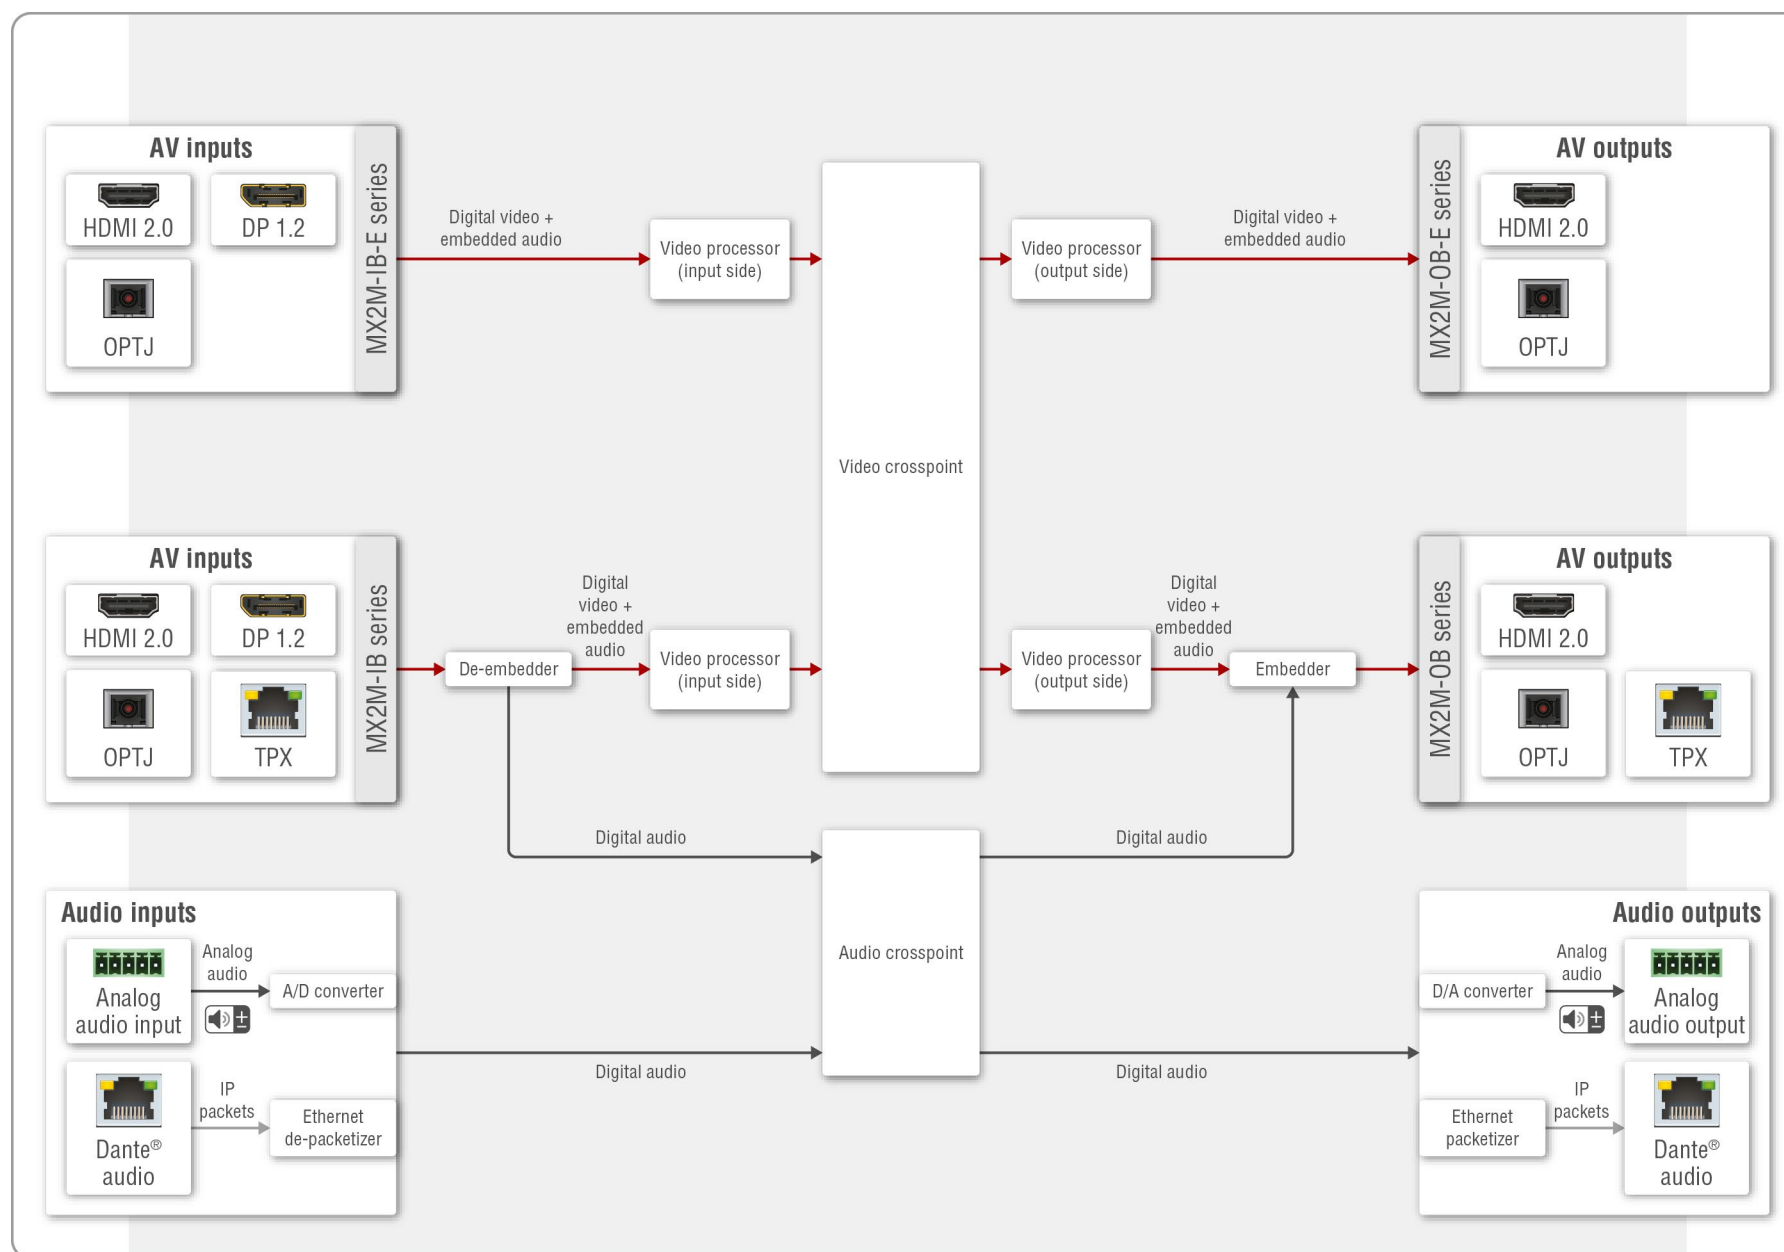 AV inputs
HDMI 2.0
DP 1.2
OPTJ
MX2M-IB-E series
Digital video +
embedded audio
Video processor
(input side)
Video crosspoint
Video processor
(output side)
Digital video +
embedded audio
MX2M-OB-E series
AV outputs
HDMI 2.0
OPTJ
AV inputs
HDMI 2.0
DP 1.2
OPTJ
TPX
MX2M-IB series
De-embedder
Digital
video +
embedded
audio
Video processor
(input side)
Video processor
(output side)
Digital
video +
embedded
audio
Embedder
MX2M-OB series
AV outputs
HDMI 2.0
OPTJ
TPX
Digital audio
Digital audio
Audio inputs
Analog
audio input
Analog
audio
A/D converter
Dante®
audio
IP
packets
Ethernet
de-packetizer
Digital audio
Audio crosspoint
Digital audio
Audio outputs
D/A converter
Analog
audio
Analog
audio output
Ethernet
packetizer
IP
packets
Dante®
audio